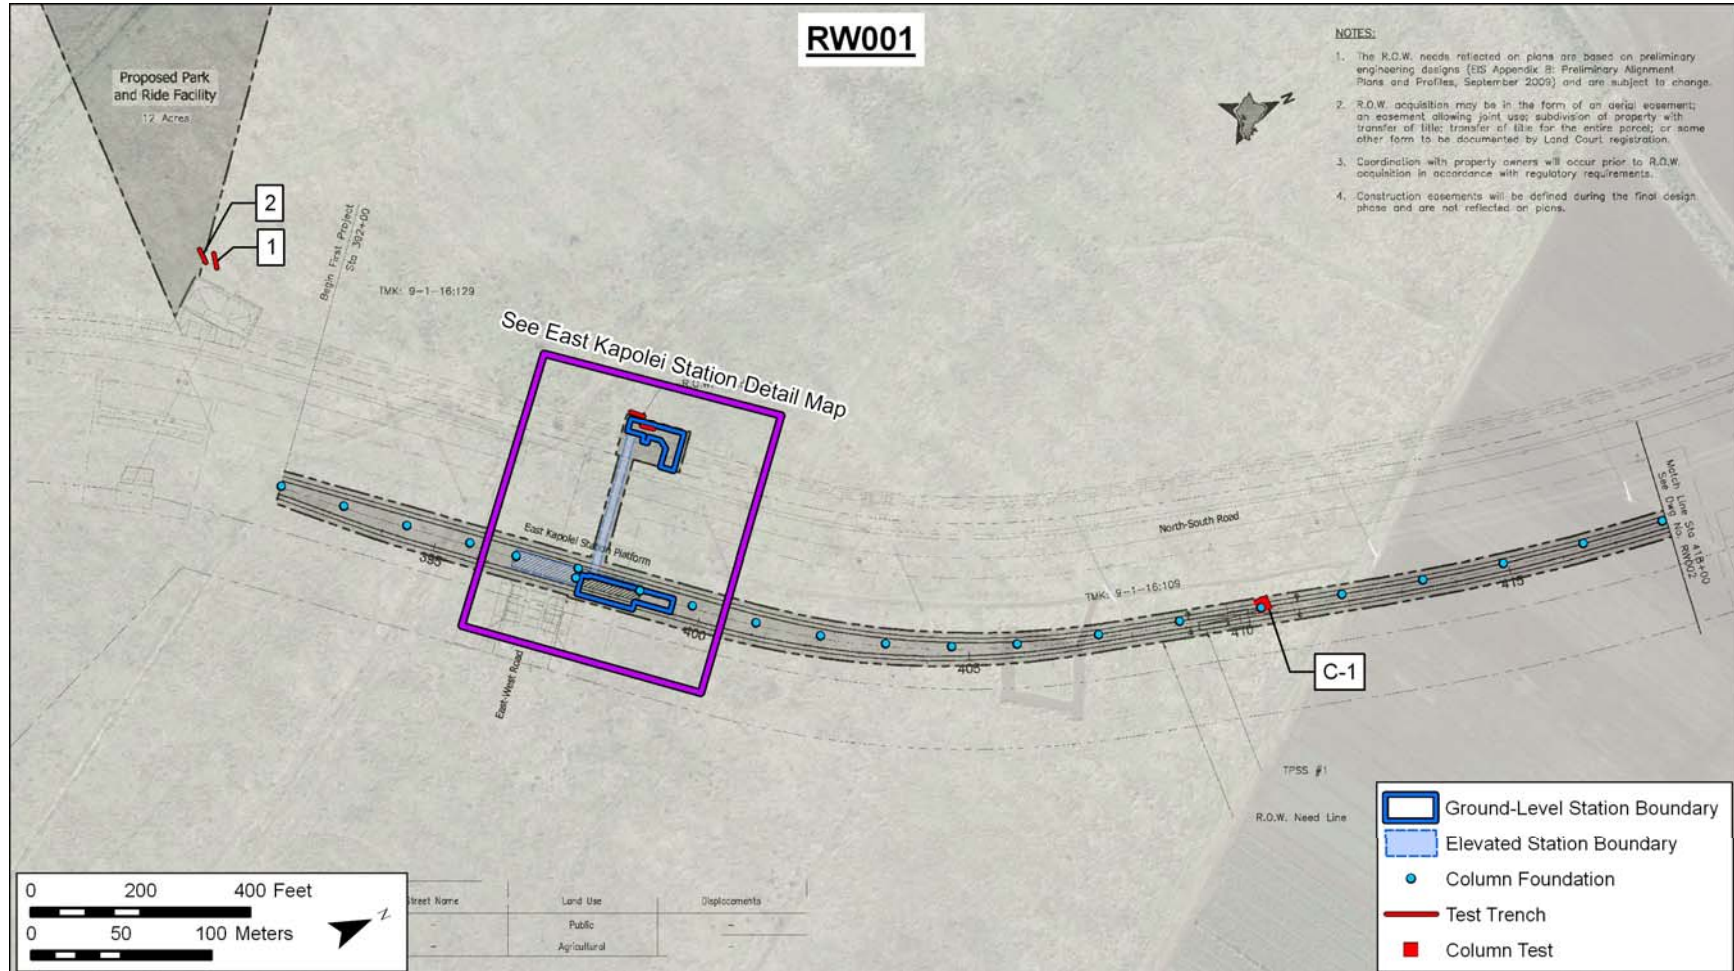 RW001
NOTES:
1. The R.O.W. needs reflected on plans are based on preliminary
engineering designs (EIS Appendix B: Preliminary Alignment
Plans and Profiles, September 2009) and are subject to change.
2. R.O.W. acquisition may be in the form of an aerial easement;
an easement allowing joint use; subdivision of property with
transfer of title; transfer of title for the entire parcel; or some
other form to be documented by Land Court registration.
3. Coordination with property owners will occur prior to R.O.W.
acquisition in accordance with regulatory requirements.
4. Construction easements will be defined during the final design
phase and are not reflected on plans.
Proposed Park
and Ride Facility
12 Acres
N
2
1
Begin First Project
Sta 392+00
TMK: 9-1-16:129
See East Kapolei Station Detail Map
R.O.W.
East Kapolei Station Platform
395
400
405
410
415
East-West Road
North-South Road
TMK: 9-1-16:109
Match Line Sta 418+00
See Dwg No. RW002
C-1
TPSS #1
R.O.W. Need Line
Street Name Land Use Displacements
Public –
– Agricultural –
0 200 400 Feet
0 50 100 Meters
N
Ground-Level Station Boundary
Elevated Station Boundary
Column Foundation
Test Trench
Column Test